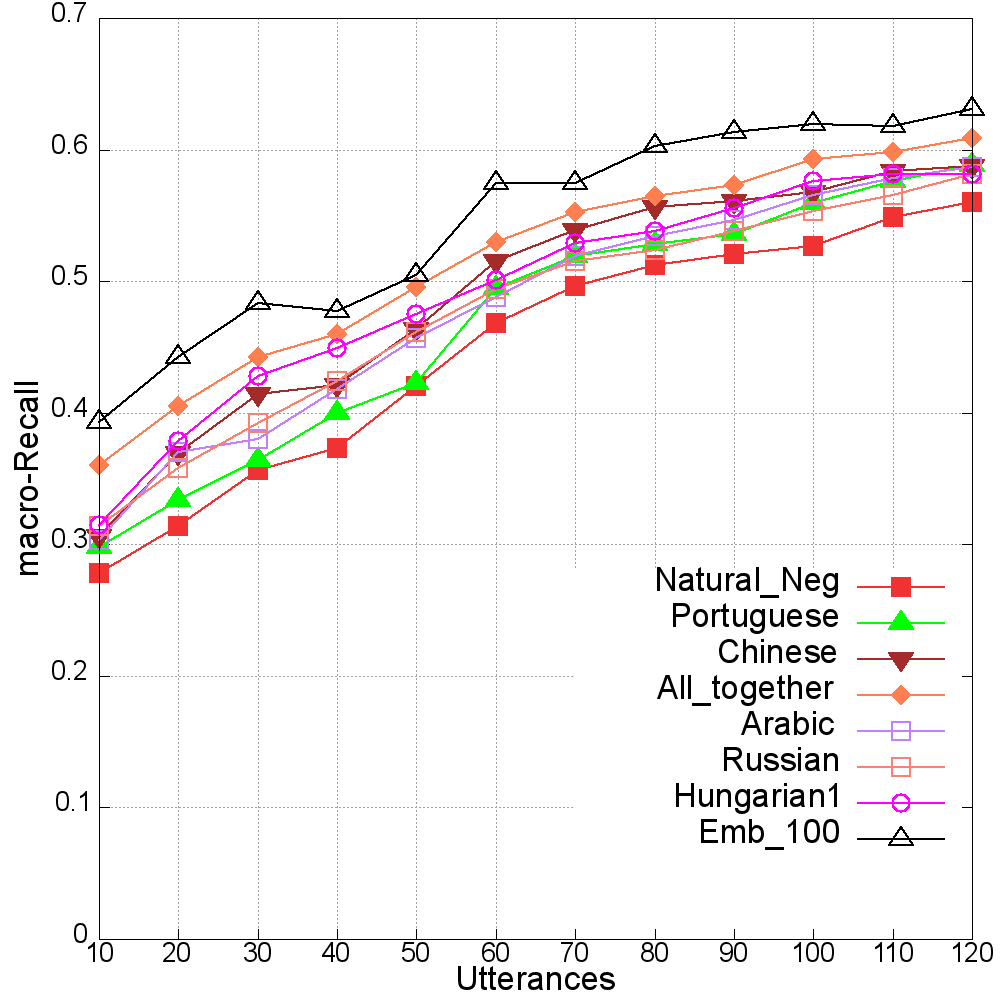 0.7
0.6
0.5
0.4
0.3
0.2
0.1
0
macro-Recall
Natural_Neg
Portuguese
Chinese
All_together
Arabic
Russian
Hungarian1
Emb_100
10 20 30 40 50 60 70 80 90 100 110 120
Utterances